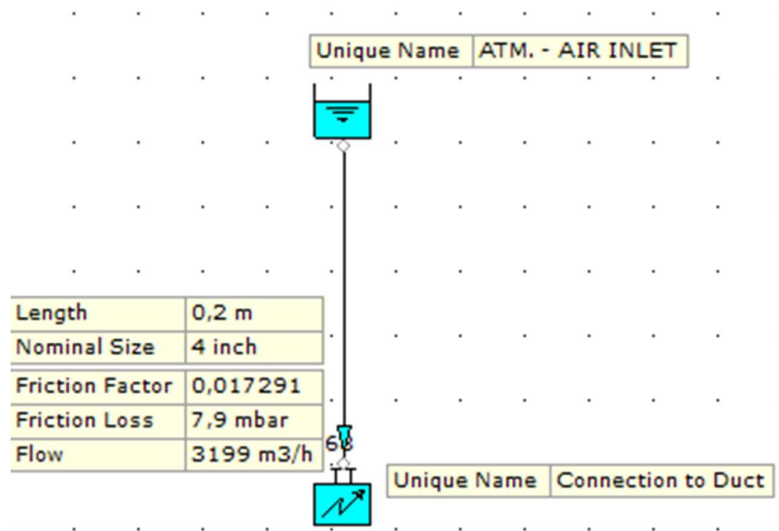 Unique Name ATM. - AIR INLET
Length 0,2 m
Nominal Size 4 inch
Friction Factor 0,017291
Friction Loss 7,9 mbar
Flow 3199 m3/h
Unique Name Connection to Duct